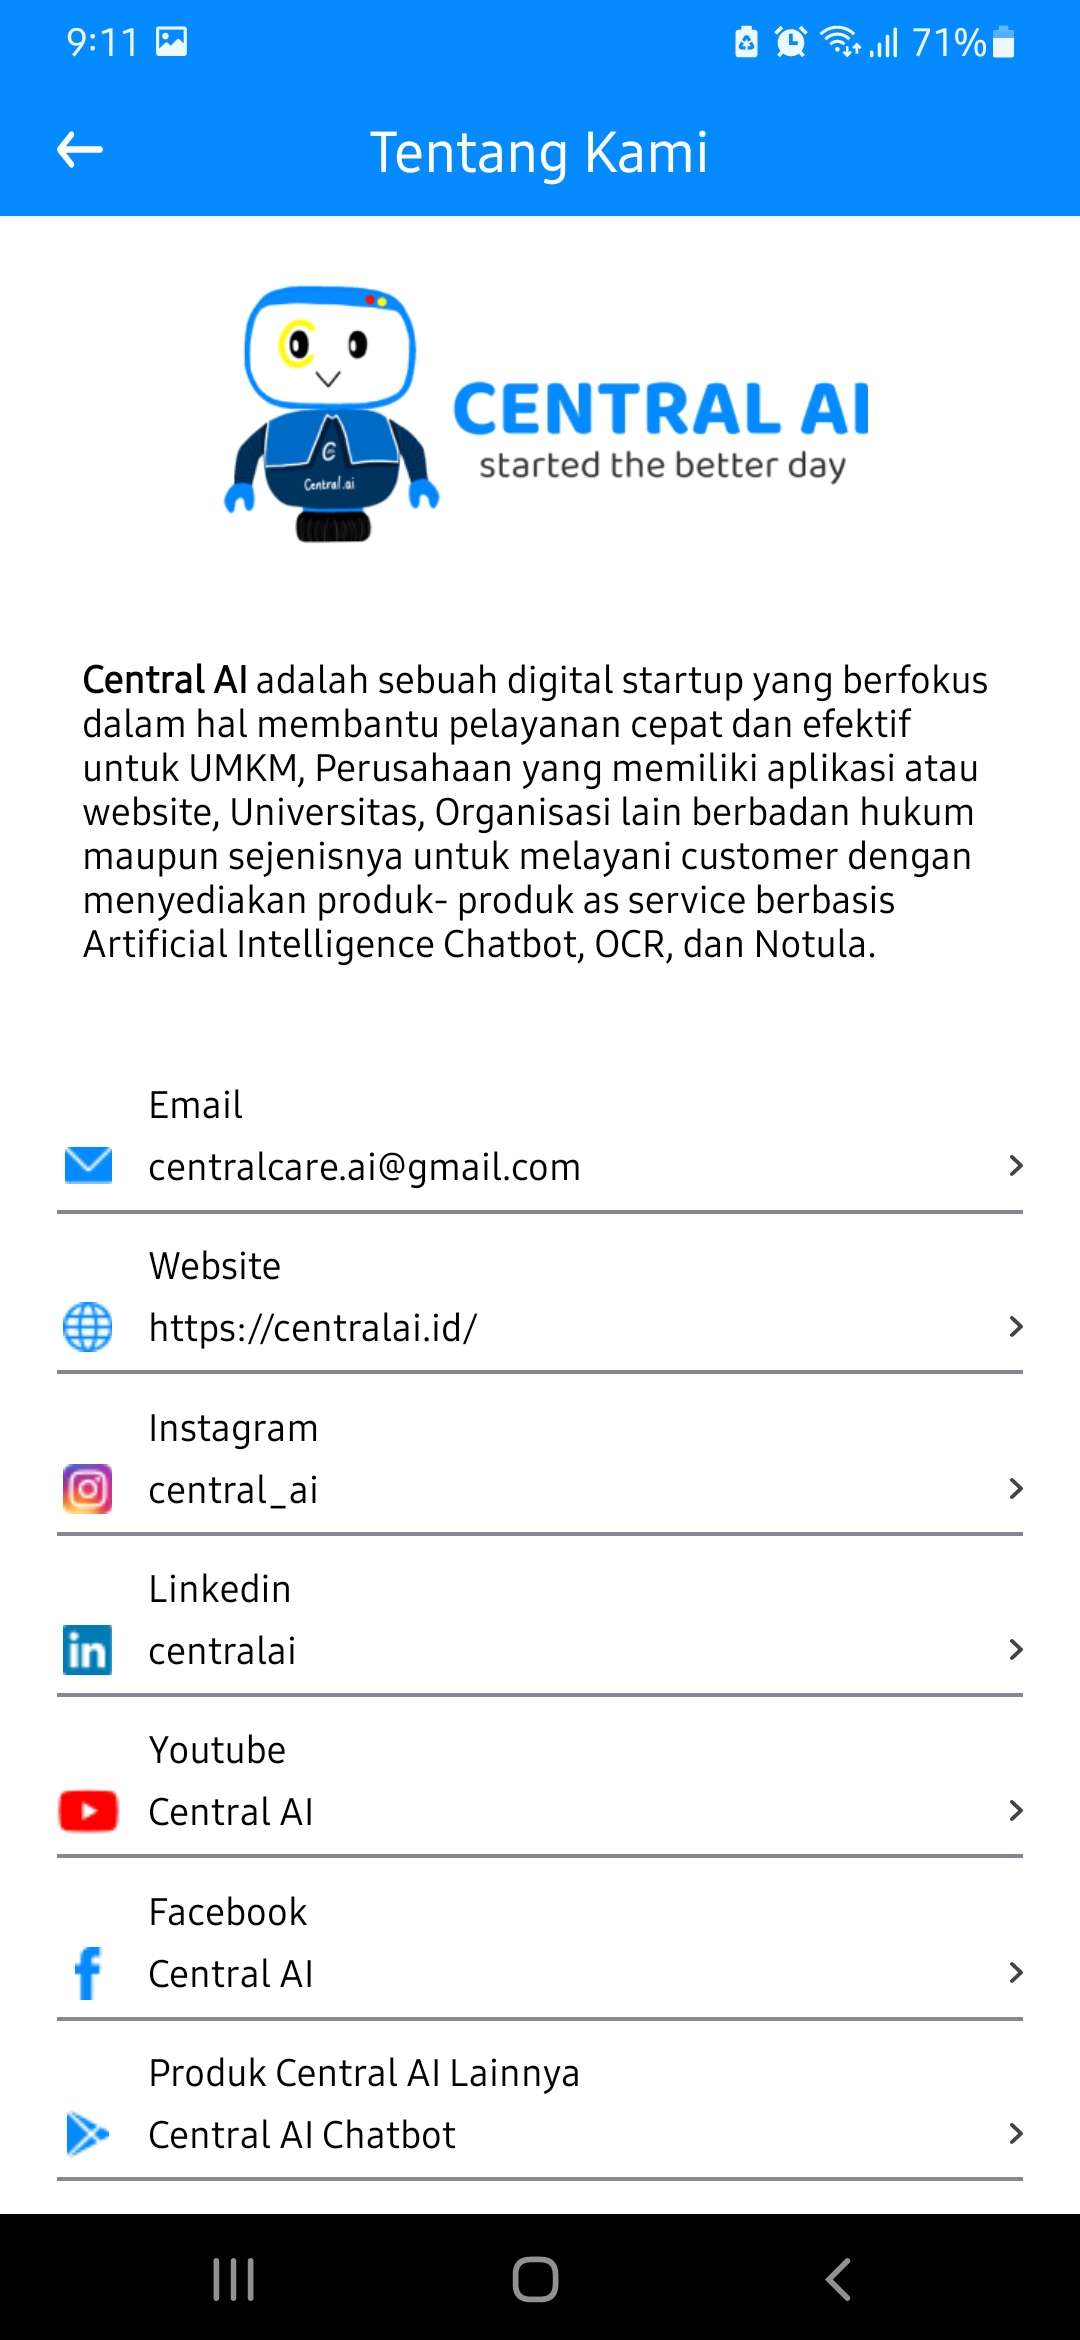 9:11
71%
Tentang Kami
C
Central.ai
CENTRAL AI
started the better day
Central AI adalah sebuah digital startup yang berfokus
dalam hal membantu pelayanan cepat dan efektif
untuk UMKM, Perusahaan yang memiliki aplikasi atau
website, Universitas, Organisasi lain berbadan hukum
maupun sejenisnya untuk melayani customer dengan
menyediakan produk- produk as service berbasis
Artificial Intelligence Chatbot, OCR, dan Notula.
Email
centralcare.ai@gmail.com
Website
https://centralai.id/
Instagram
central_ai
Linkedin
centralai
Youtube
Central AI
Facebook
Central AI
Produk Central AI Lainnya
Central AI Chatbot